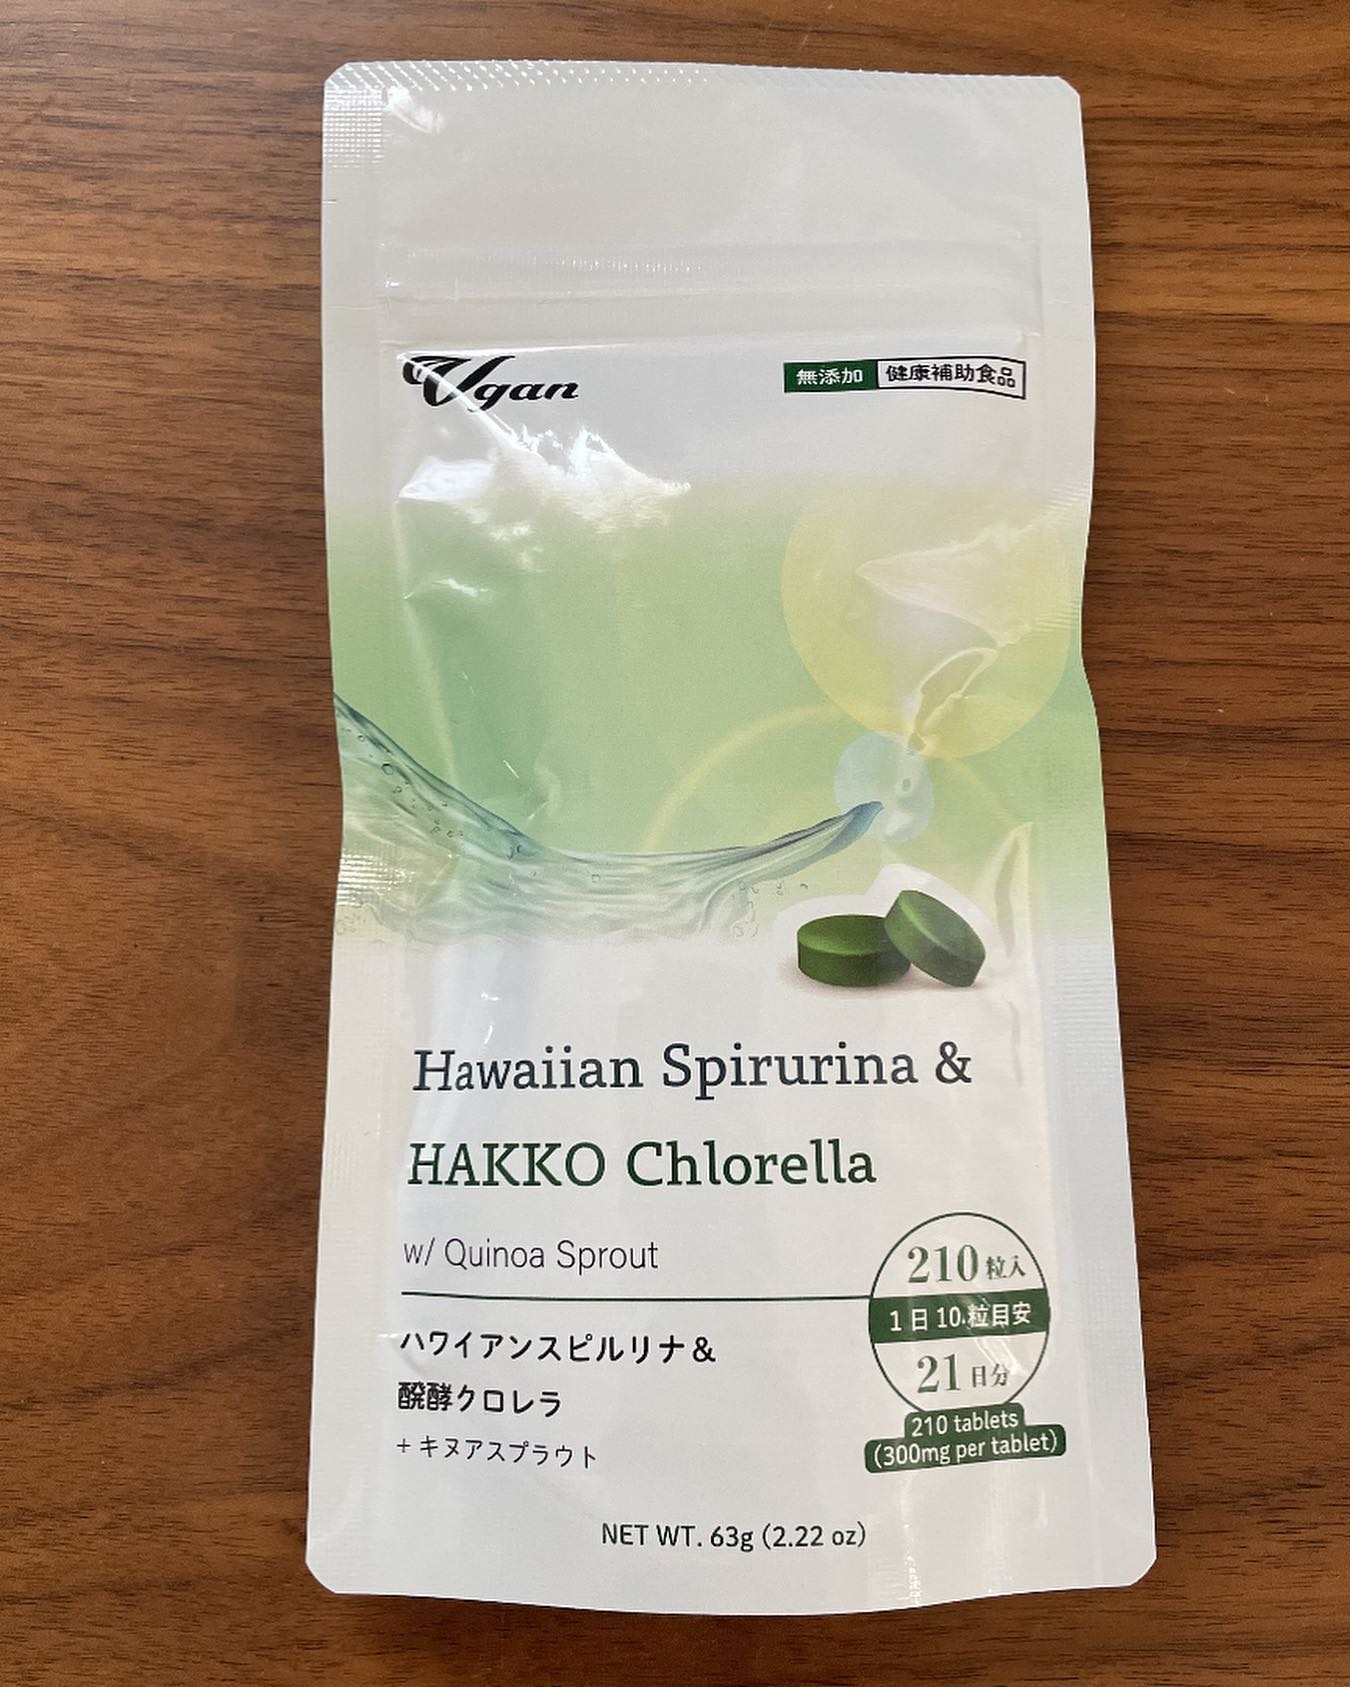 Vgan
無添加 健康補助食品
Hawaiian Spirurina &
HAKKO Chlorella
w/ Quinoa Sprout
ハワイアンスピルリナ&
醗酵クロレラ
+ キヌアスプラウト
210粒入
1日10粒目安
21日分
210 tablets
(300mg per tablet)
NET WT. 63g (2.22 oz)